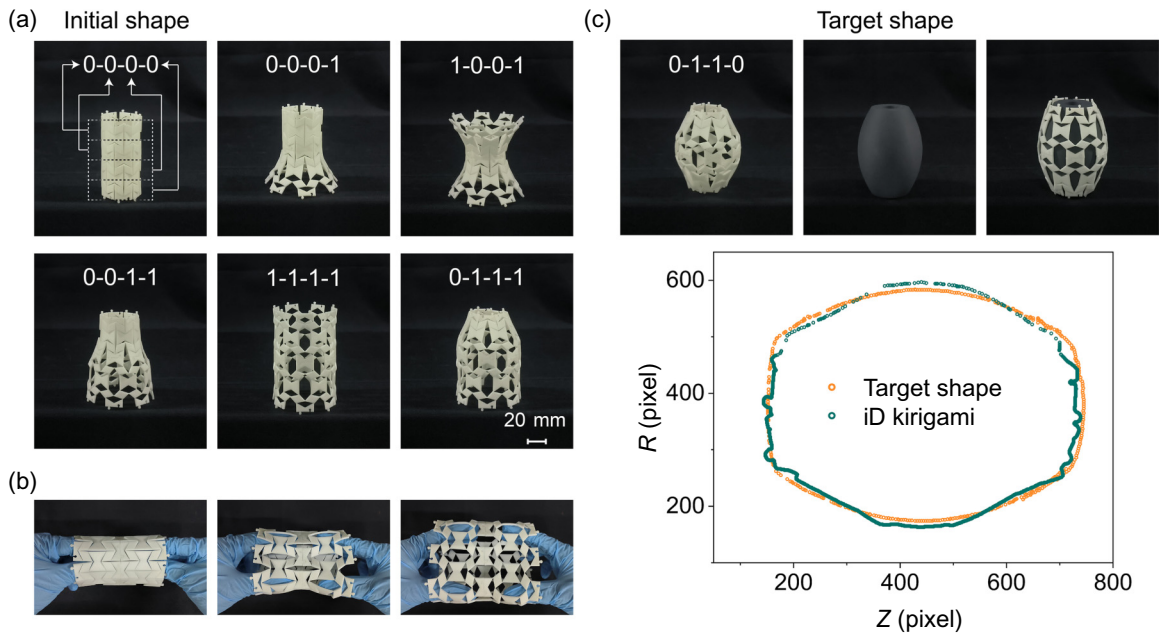 (a) Initial shape
0-0-0-0
0-0-0-1
1-0-0-1
0-0-1-1
1-1-1-1
0-1-1-1
20 mm
(b)
(c) Target shape
0-1-1-0
600
400
200
R (pixel)
Target shape
iD kirigami
200
400
600
800
Z (pixel)